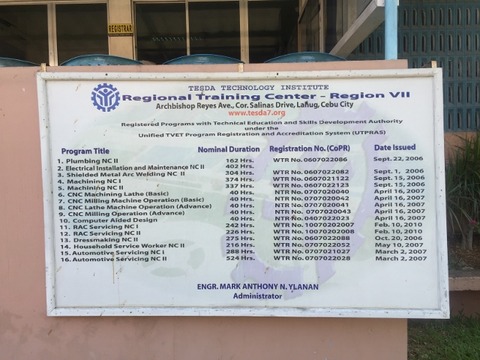 REGISTRAR
TESDA TECHNOLOGY INSTITUTE
Regional Training Center - Region VII
Archbishop Reyes Ave., Cor. Salinas Drive, Lahug, Cebu City
www.tesda7.org
Registered Programs with Technical Education and Skills Development Authority
under the
Unified TVET Program Registration and Accreditation System (UTPRAS)
Program Title Nominal Duration Registration No. (CoPR) Date Issued
1. Plumbing NC II 162 Hrs. WTR No. 0607022086 Sept. 22, 2006
2. Electrical Installation and Maintenance NC II 402 Hrs.
3. Shielded Metal Arc Welding NC II 304 Hrs. WTR No. 0607022082 Sept. 1, 2006
4. Machining NC I 374 Hrs. WTR No. 0607021122 Sept. 15, 2006
5. Machining NC II 337 Hrs. WTR No. 0607022123 Sept. 15, 2006
6. CNC Machining Lathe (Basic) 40 Hrs. WTR No. 0707020040 April 16, 2007
7. CNC Milling Machine Operation (Basic) 40 Hrs. WTR No. 0707020042 April 16, 2007
8. CNC Lathe Machine Operation (Advance) 40 Hrs. WTR No. 0707020041 April 16, 2007
9. CNC Milling Operation (Advance) 40 Hrs. WTR No. 0707020043 April 16, 2007
10. Computer Aided Design 40 Hrs. WTR No. 0407022023 April 16, 2007
11. RAC Servicing NC I 242 Hrs. WTR No. 10070202007 Feb. 10, 2010
12. RAC Servicing NC II 226 Hrs. WTR No. 100702202008 Feb. 10, 2010
13. Dressmaking NC II 275 Hrs. WTR No. 0607022088 Oct. 20, 2006
14. Household Service Worker NC II 216 Hrs. WTR No. 0707022052 May 10, 2007
15. Automotive Servicing NC I 288 Hrs. WTR No. 0707021027 March 2, 2007
16. Automotive Servicing NC II 524 Hrs. WTR No. 0707022028 March 2, 2007
ENGR. MARK ANTHONY N. YLANAN
Administrator